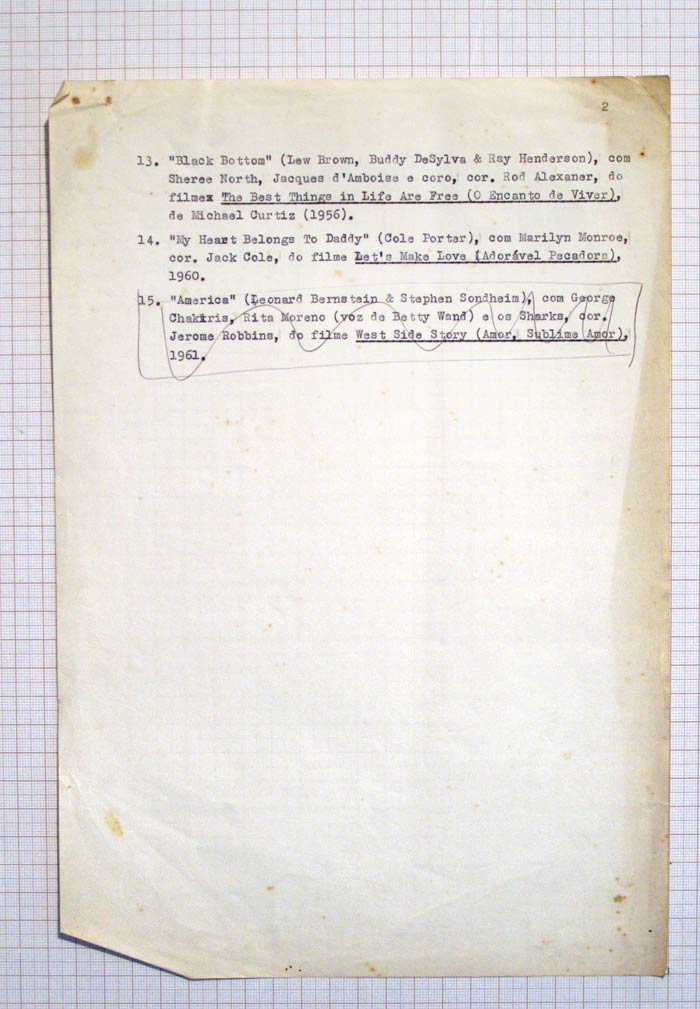 2
13. "Black Bottom" (Lew Brown, Buddy DeSylva & Ray Henderson), com
Sheree North, Jacques d'Amboise e coro, cor. Rod Alexaner, do
filmex The Best Things in Life Are Free (O Encanto de Viver),
de Michael Curtiz (1956).
14. "My Heart Belongs To Daddy" (Cole Porter), com Marilyn Monroe,
cor. Jack Cole, do filme Let's Make Love (Adorável Pecadora),
1960.
15. "America" (Leonard Bernstein & Stephen Sondheim), com George
Chakiris, Rita Moreno (voz de Betty Wand) e os Sharks, cor.
Jerome Robbins, do filme West Side Story (Amor, Sublime Amor),
1961.